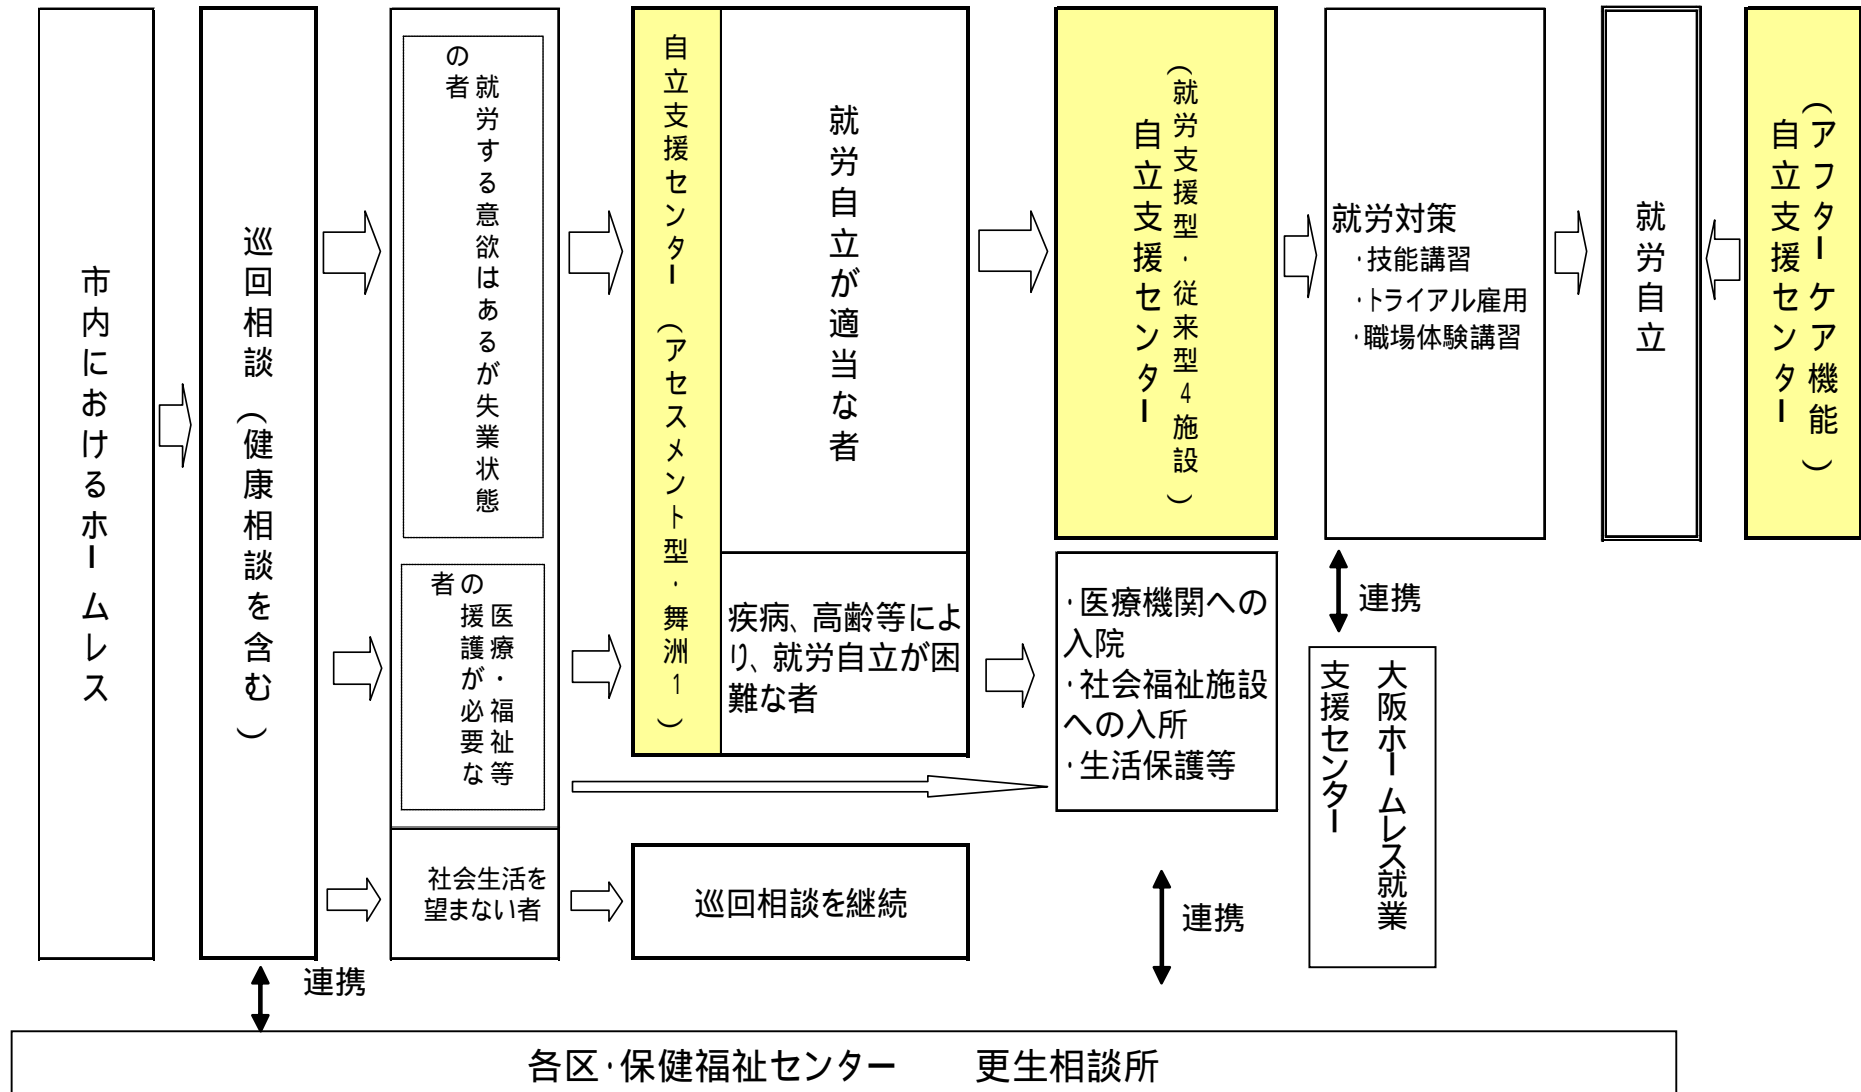 市内におけるホームレス
巡回相談（健康相談を含む）
就労する意欲はあるが失業状態
の者
医療・福祉等
の援護が必要な
者
社会生活を
望まない者
自立支援センター（アセスメント型・舞洲1）
就労自立が適当な者
疾病、高齢等によ
り、就労自立が困
難な者
巡回相談を継続
（就労支援型・従来型4施設）
自立支援センター
・医療機関への
入院
・社会福祉施設
への入所
・生活保護等
就労対策
・技能講習
・トライアル雇用
・職場体験講習
就労自立
（アフターケア機能）
自立支援センター
連携
大阪ホームレス就業
支援センター
連携
連携
各区・保健福祉センター　更生相談所